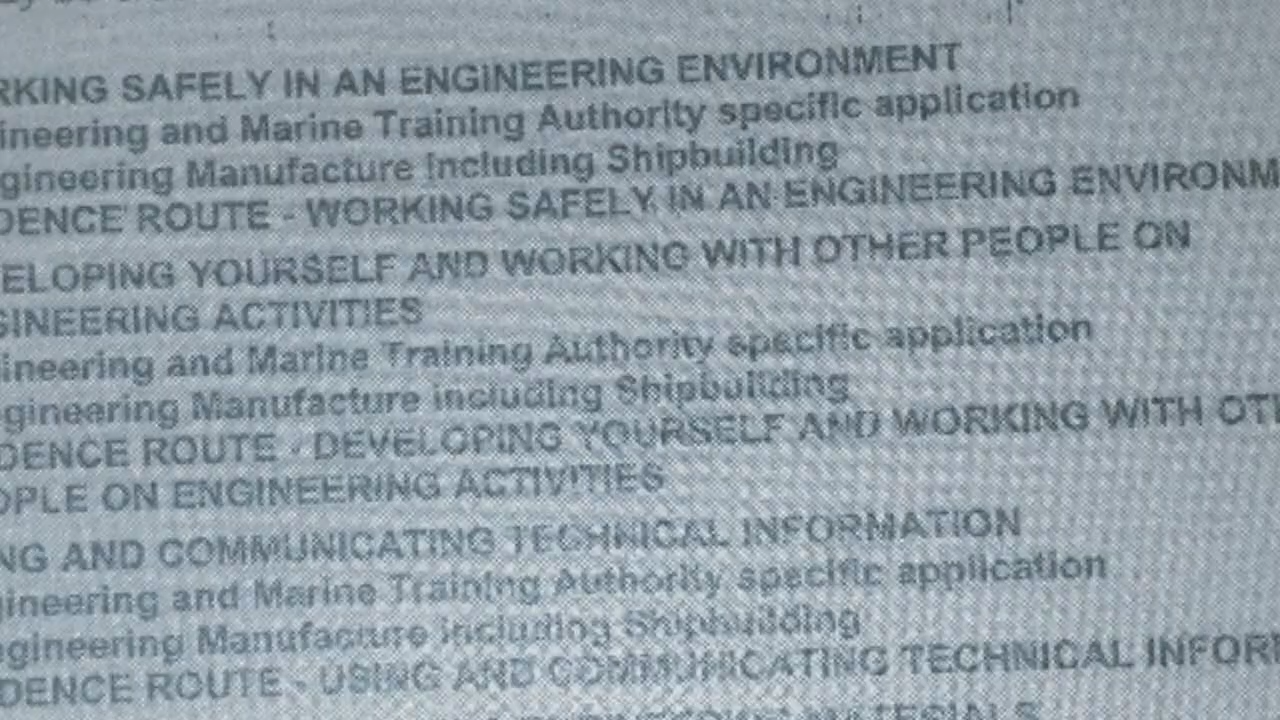 RKING SAFELY IN AN ENGINEERING ENVIRONMENT
ineering and Marine Training Authority specific application
gineering Manufacture including Shipbuilding
DENCE ROUTE - WORKING SAFELY IN AN ENGINEERING ENVIRONM
ELOPING YOURSELF AND WORKING WITH OTHER PEOPLE ON
GINEERING ACTIVITIES
ineering and Marine Training Authority specific application
gineering Manufacture including Shipbuilding
DENCE ROUTE - DEVELOPING YOURSELF AND WORKING WITH OTH
OPLE ON ENGINEERING ACTIVITIES
NG AND COMMUNICATING TECHNICAL INFORMATION
gineering and Marine Training Authority specific application
gineering Manufacture including Shipbuilding
DENCE ROUTE - USING AND COMMUNICATING TECHNICAL INFOR
MATERIALS